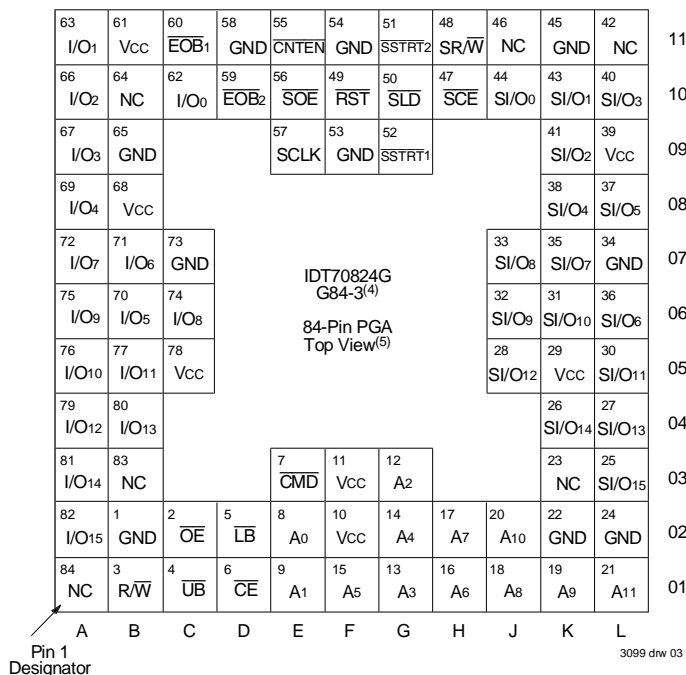 63 61 60 58 55 54 51 48 46 45 42
I/O1 VCC EOB1 GND CNTEN GND SSTRT2 SR/W NC GND NC 11
66 64 62 59 56 49 50 47 44 43 40
I/O2 NC I/O0 EOB2 SOE RST SLD SCE SI/O0 SI/O1 SI/O3 10
67 65 57 53 52 41 39
I/O3 GND SCLK GND SSTRT1 SI/O2 VCC 09
69 68 38 37
I/O4 VCC SI/O4 SI/O5 08
72 71 73 33 35 34
I/O7 I/O6 GND SI/O8 SI/O7 GND 07
IDT70824G
G84-3(4)
75 70 74 32 31 36
I/O9 I/O5 I/O8 SI/O9 SI/O10 SI/O6 06
84-Pin PGA
Top View(5)
76 77 78 28 29 30
I/O10 I/O11 VCC SI/O12 VCC SI/O11 05
79 80 26 27
I/O12 I/O13 SI/O14 SI/O13 04
81 83 7 11 12 23 25
I/O14 NC CMD VCC A2 NC SI/O15 03
82 1 2 5 8 10 14 17 20 22 24
I/O15 GND OE LB A0 VCC A4 A7 A10 GND GND 02
84 3 4 6 9 15 13 16 18 19 21
NC R/W UB CE A1 A5 A3 A6 A8 A9 A11 01
A B C D E F G H J K L
Pin 1
Designator
3099 drw 03